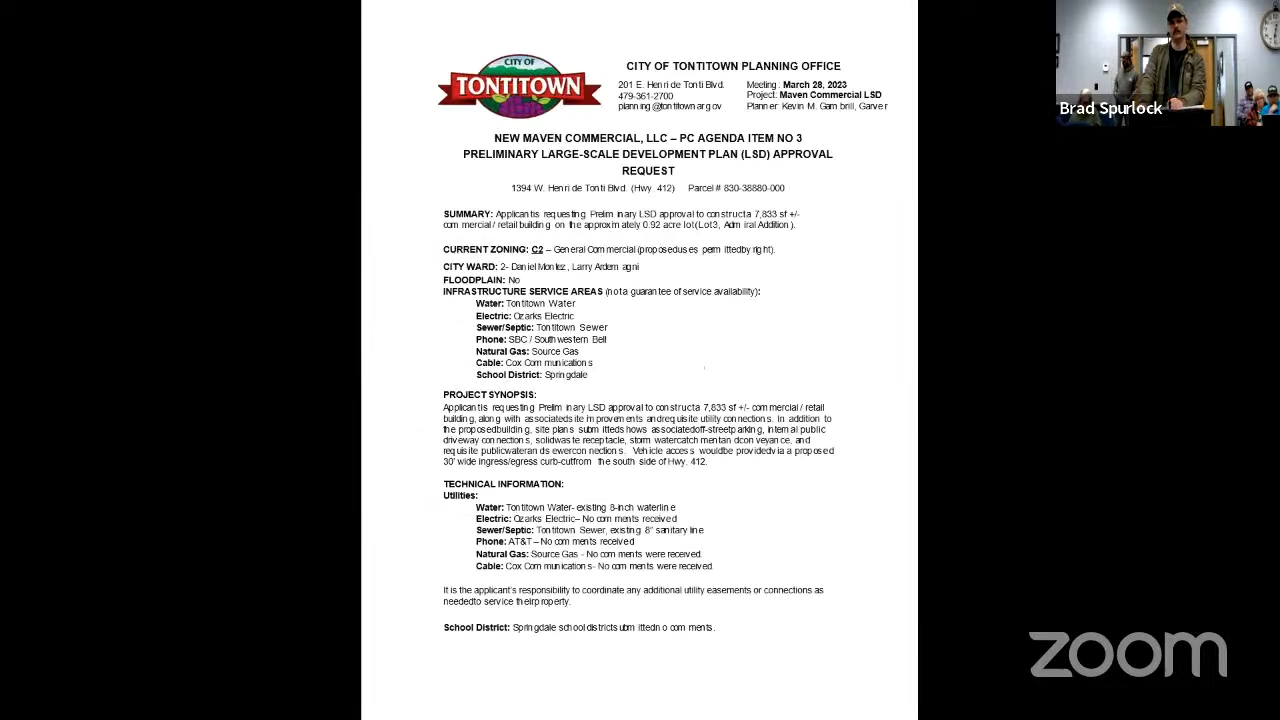 CITY OF
TONTITOWN
CITY OF TONTITOWN PLANNING OFFICE
201 E. Henri de Tonti Blvd.
479-361-2700
planning@tontitownar.gov
Meeting: March 28, 2023
Project: Maven Commercial LSD
Planner: Kevin M. Gambrill, Garver
NEW MAVEN COMMERCIAL, LLC – PC AGENDA ITEM NO 3
PRELIMINARY LARGE-SCALE DEVELOPMENT PLAN (LSD) APPROVAL
REQUEST
1394 W. Henri de Tonti Blvd. (Hwy. 412) Parcel # 830-38880-000
SUMMARY: Applicant is requesting Preliminary LSD approval to construct a 7,833 sf +/-
commercial / retail building on the approximately 0.92 acre lot (Lot 3, Admiral Addition).
CURRENT ZONING: C2 – General Commercial (proposed uses permitted by right).
CITY WARD: 2- Daniel Montez, Larry Ardemagni
FLOODPLAIN: No
INFRASTRUCTURE SERVICE AREAS (not a guarantee of service availability):
Water: Tontitown Water
Electric: Ozarks Electric
Sewer/Septic: Tontitown Sewer
Phone: SBC / Southwestern Bell
Natural Gas: Source Gas
Cable: Cox Communications
School District: Springdale
PROJECT SYNOPSIS:
Applicant is requesting Preliminary LSD approval to construct a 7,833 sf +/- commercial / retail
building, along with associated site improvements and requisite utility connections. In addition to
the proposed building, site plans submitted shows associated off-street parking, internal public
driveway connections, solid waste receptacle, storm water catchment and conveyance, and
requisite public water and sewer connections. Vehicle access would be provided via a proposed
30' wide ingress/egress curb-cut from the south side of Hwy. 412.
TECHNICAL INFORMATION:
Utilities:
Water: Tontitown Water- existing 8-inch waterline
Electric: Ozarks Electric– No comments received
Sewer/Septic: Tontitown Sewer, existing 8" sanitary line
Phone: AT&T – No comments received
Natural Gas: Source Gas - No comments were received.
Cable: Cox Communications- No comments were received.
It is the applicant's responsibility to coordinate any additional utility easements or connections as
needed to service their property.
School District: Springdale school district submitted no comments.
Brad Spurlock
zoom